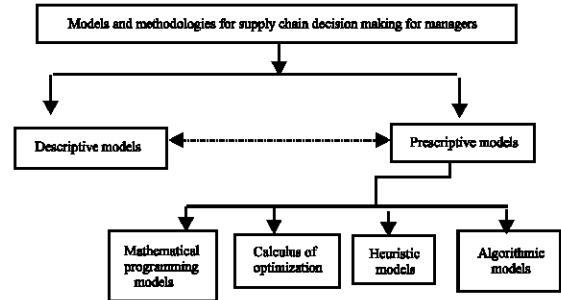 Models and methodologies for supply chain decision making for managers
Descriptive models
Prescriptive models
Mathematical
programming
models
Calculus of
optimization
Heuristic
models
Algorithmic
models